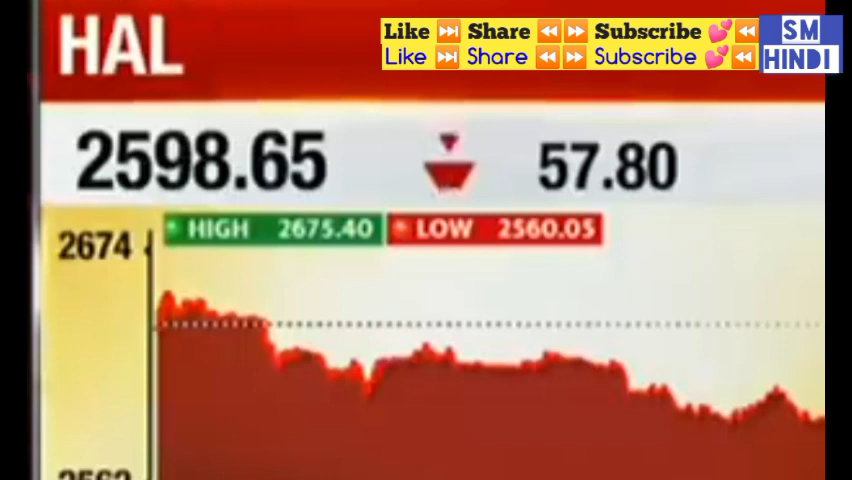 HAL
Like ⏭ Share ⏪⏩ Subscribe 💕⏪
Like ⏭ Share ⏪⏩ Subscribe 💕⏪
SM
HINDI
2598.65 57.80
HIGH 2675.40 LOW 2560.05
2674